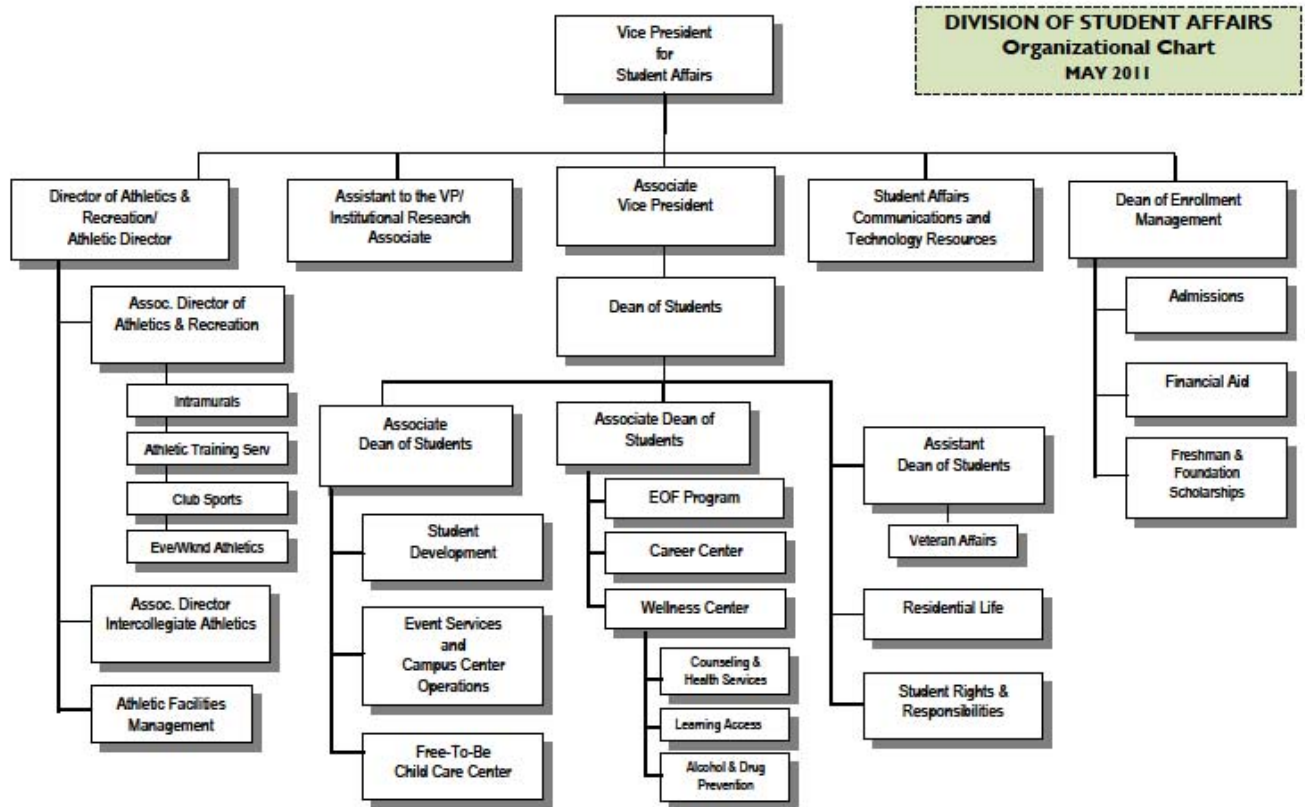 Vice President
for
Student Affairs
DIVISION OF STUDENT AFFAIRS
Organizational Chart
MAY 2011
Director of Athletics &
Recreation/
Athletic Director
Assistant to the VP/
Institutional Research
Associate
Associate
Vice President
Student Affairs
Communications and
Technology Resources
Dean of Enrollment
Management
Assoc. Director of
Athletics & Recreation
Intramurals
Athletic Training Serv
Club Sports
Eve/Wknd Athletics
Assoc. Director
Intercollegiate Athletics
Athletic Facilities
Management
Dean of Students
Associate
Dean of Students
Student
Development
Event Services
and
Campus Center
Operations
Free-To-Be
Child Care Center
Associate Dean of
Students
EOF Program
Career Center
Wellness Center
Counseling &
Health Services
Learning Access
Alcohol & Drug
Prevention
Assistant
Dean of Students
Veteran Affairs
Residential Life
Student Rights &
Responsibilities
Admissions
Financial Aid
Freshman &
Foundation
Scholarships